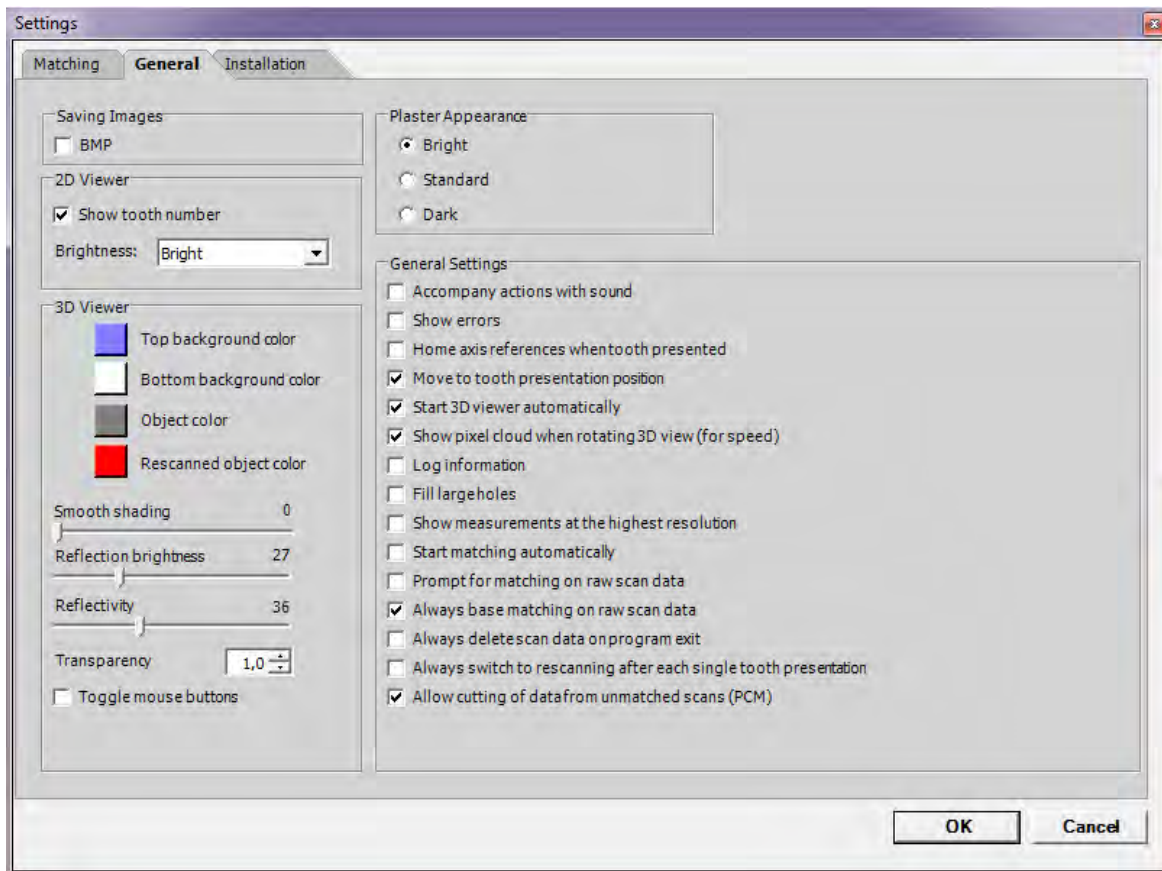 Settings
Matching
General
Installation
Saving Images
BMP
2D Viewer
Show tooth number
Brightness: Bright
3D Viewer
Top background color
Bottom background color
Object color
Rescanned object color
Smooth shading 0
Reflection brightness 27
Reflectivity 36
Transparency 1,0
Toggle mouse buttons
Plaster Appearance
Bright
Standard
Dark
General Settings
Accompany actions with sound
Show errors
Home axis references when tooth presented
Move to tooth presentation position
Start 3D viewer automatically
Show pixel cloud when rotating 3D view (for speed)
Log information
Fill large holes
Show measurements at the highest resolution
Start matching automatically
Prompt for matching on raw scan data
Always base matching on raw scan data
Always delete scan data on program exit
Always switch to rescanning after each single tooth presentation
Allow cutting of data from unmatched scans (PCM)
OK
Cancel